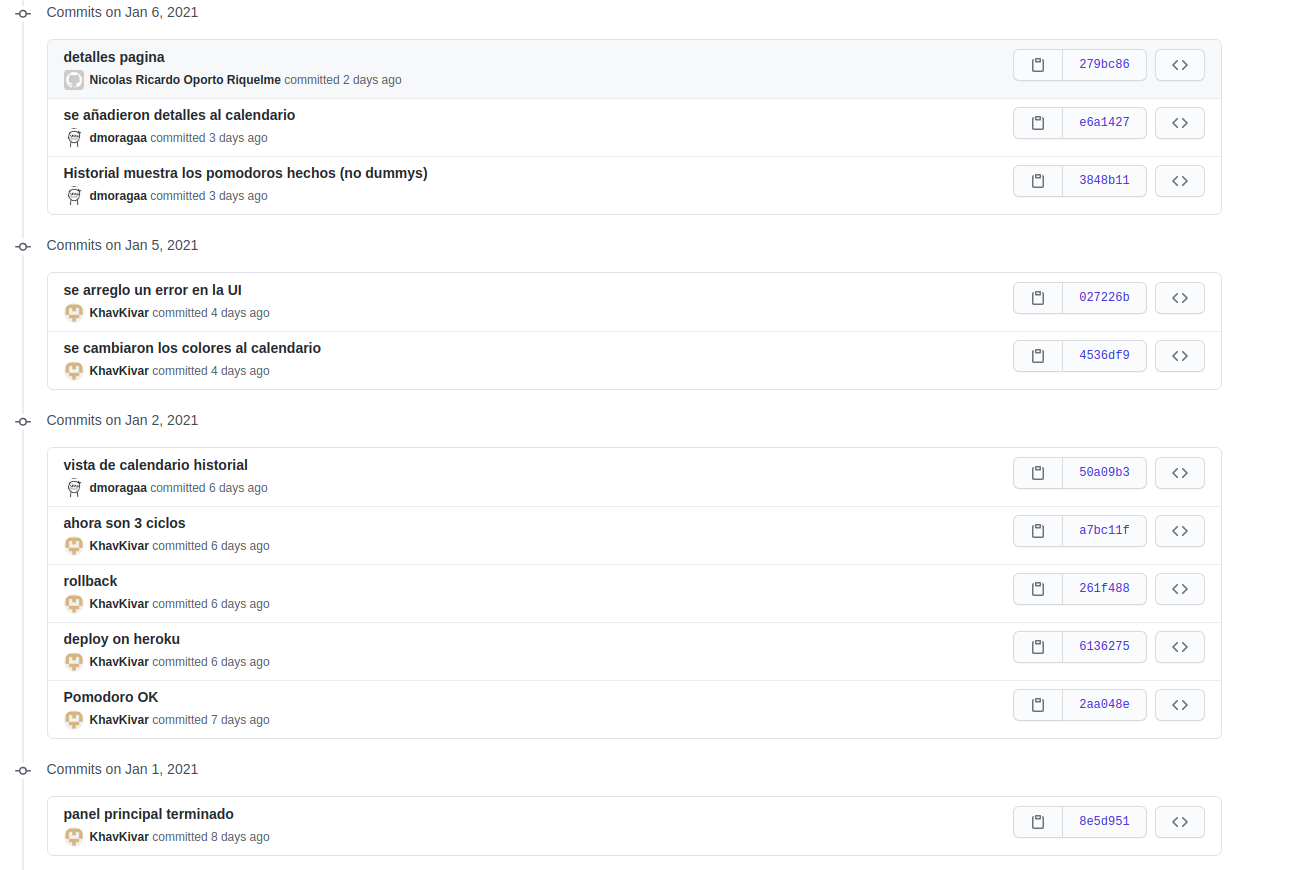 Commits on Jan 6, 2021
detalles pagina
279bc86
Nicolas Ricardo Oporto Riquelme committed 2 days ago
se añadieron detalles al calendario
e6a1427
dmoragaa committed 3 days ago
Historial muestra los pomodoros hechos (no dummys)
3848b11
dmoragaa committed 3 days ago
Commits on Jan 5, 2021
se arreglo un error en la UI
027226b
KhavKivar committed 4 days ago
se cambiaron los colores al calendario
4536df9
KhavKivar committed 4 days ago
Commits on Jan 2, 2021
vista de calendario historial
50a09b3
dmoragaa committed 6 days ago
ahora son 3 ciclos
a7bc11f
KhavKivar committed 6 days ago
rollback
261f488
KhavKivar committed 6 days ago
deploy on heroku
6136275
KhavKivar committed 6 days ago
Pomodoro OK
2aa048e
KhavKivar committed 7 days ago
Commits on Jan 1, 2021
panel principal terminado
8e5d951
KhavKivar committed 8 days ago